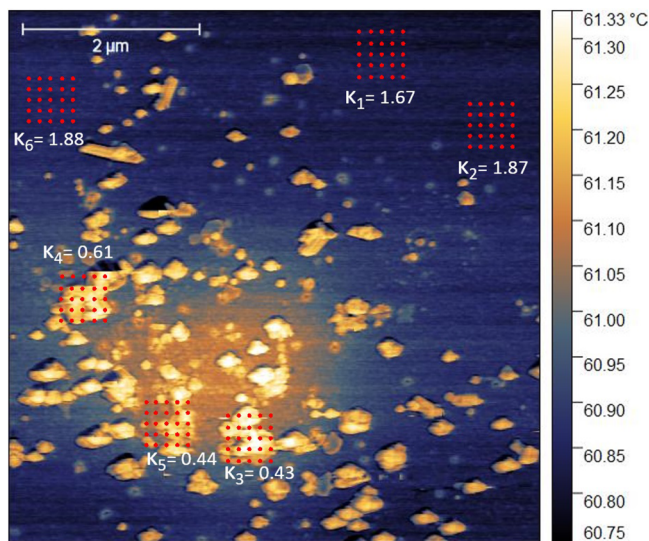 2 µm
K₁= 1.67
K₂= 1.87
K₆= 1.88
K₄= 0.61
K₅= 0.44
K₃= 0.43
61.33 °C
61.30
61.20
61.15
61.10
61.05
61.00
60.95
60.90
60.85
60.80
60.75